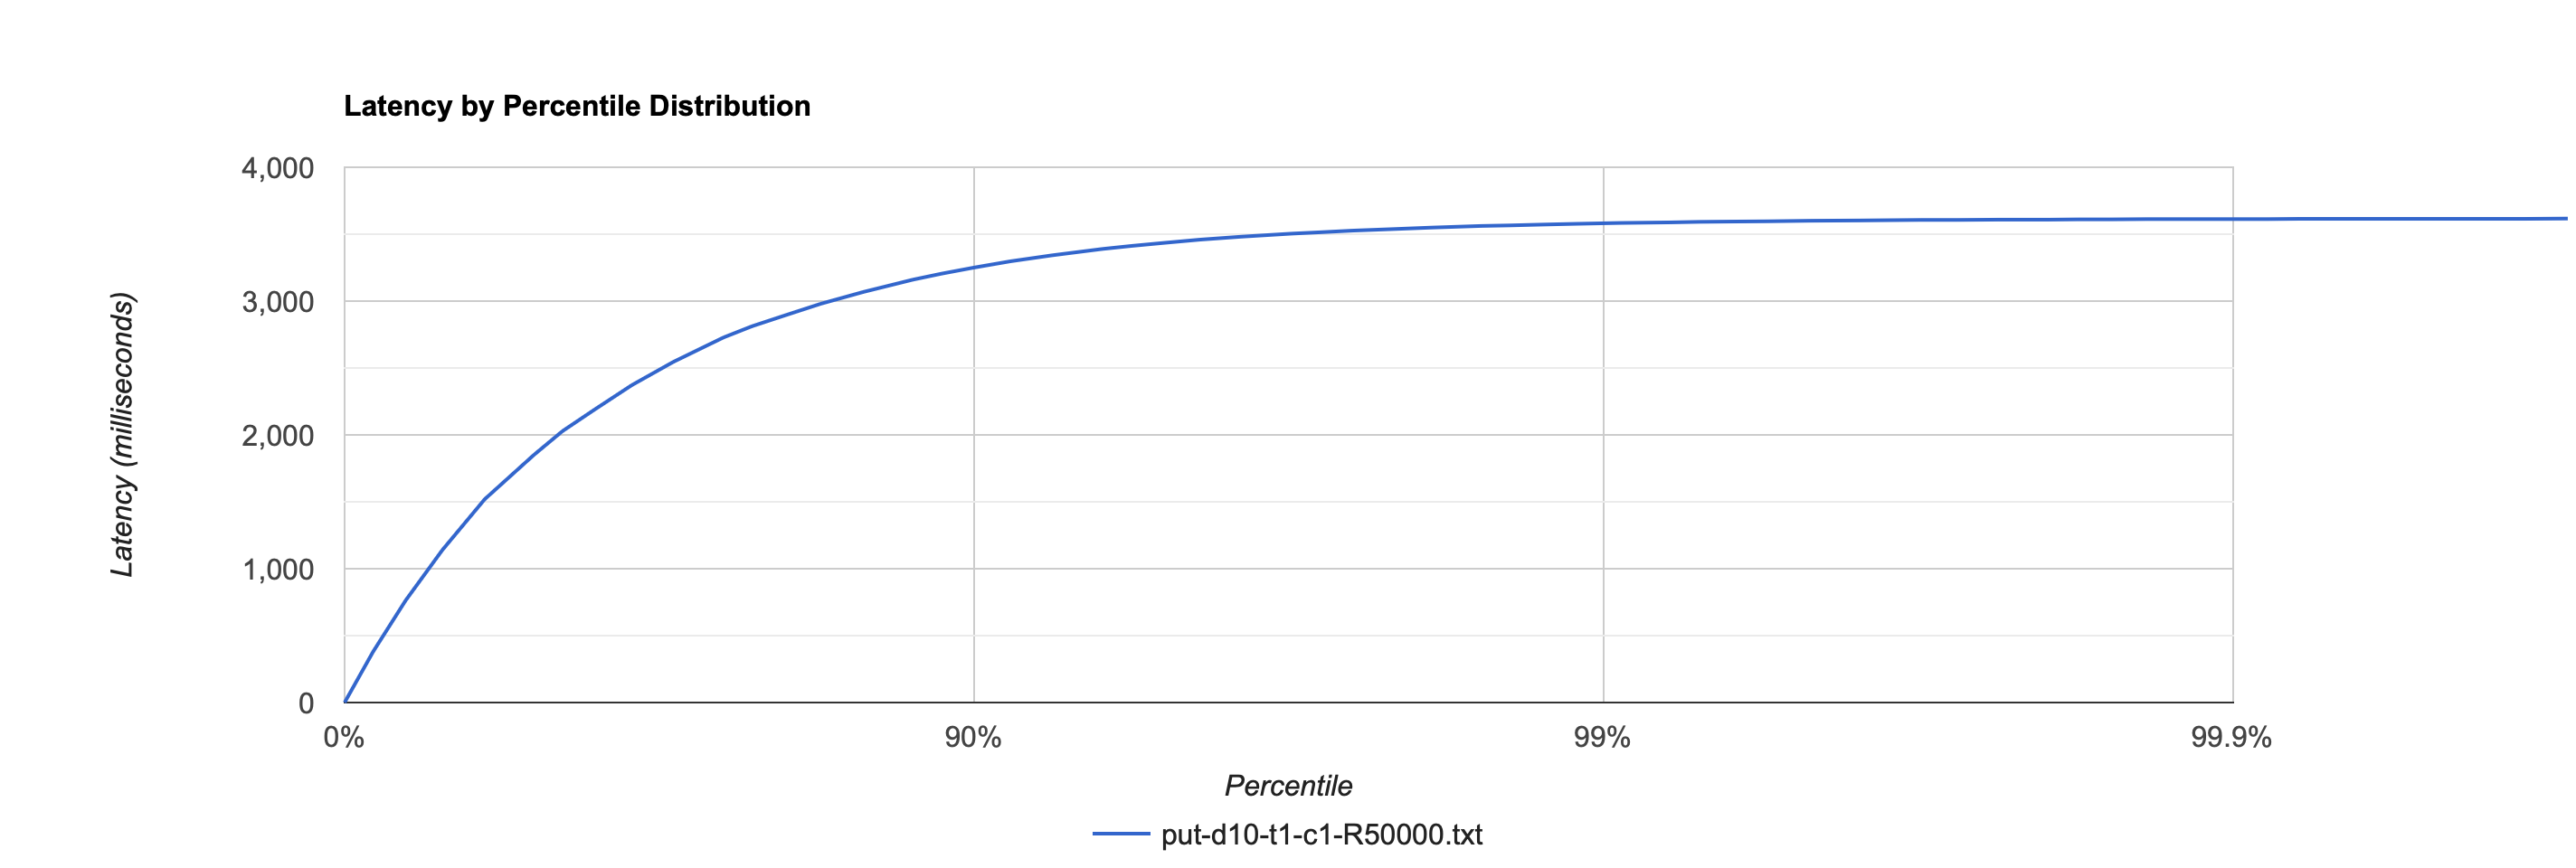 Latency by Percentile Distribution
4,000
3,000
2,000
1,000
0
Latency (milliseconds)
0% 90% 99% 99.9%
Percentile
put-d10-t1-c1-R50000.txt